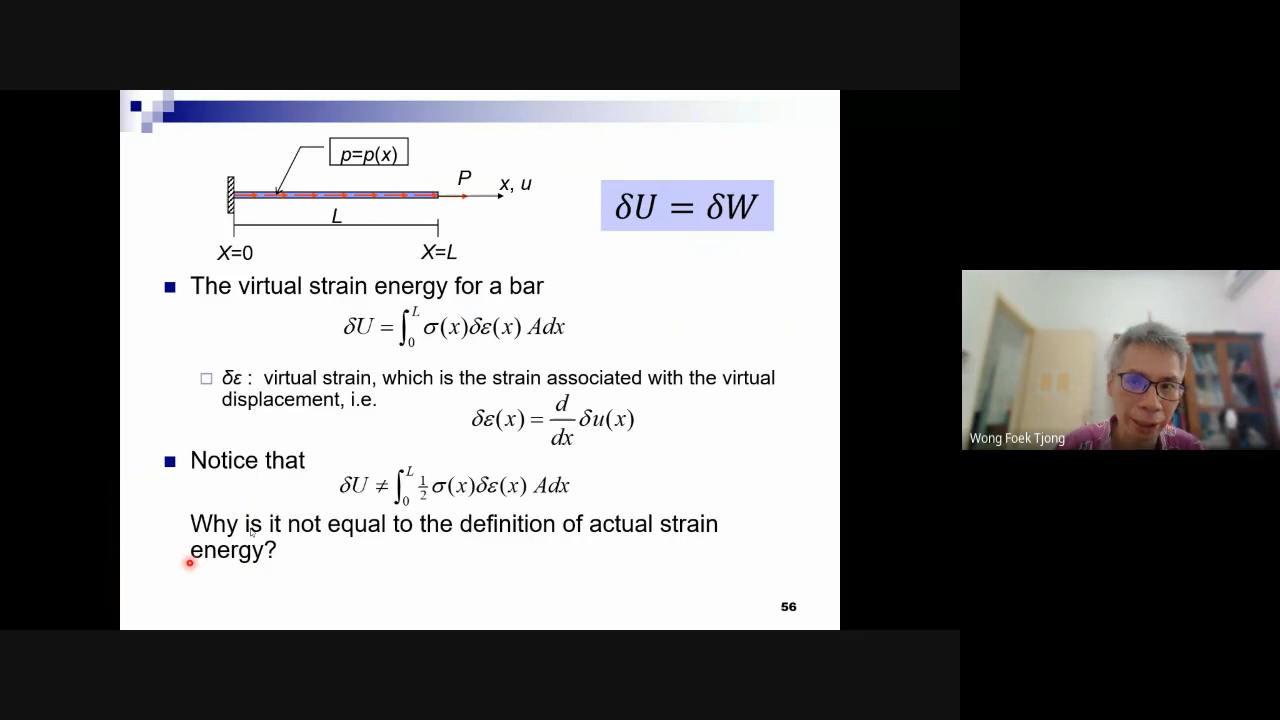 p=p(x)
P
x, u
δU = δW
L
X=0
X=L
The virtual strain energy for a bar
δU = ∫₀ᴸ σ(x)δε(x) Adx
δε : virtual strain, which is the strain associated with the virtual
displacement, i.e.
δε(x) = d/dx δu(x)
Notice that
δU ≠ ∫₀ᴸ ½ σ(x)δε(x) Adx
Why is it not equal to the definition of actual strain
energy?
56
Wong Foek Tjong